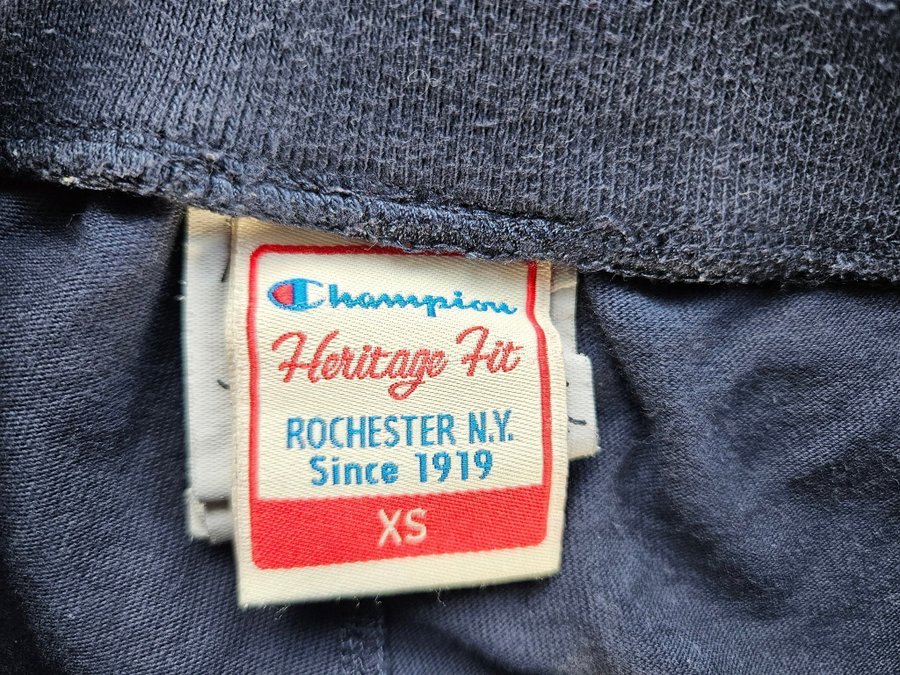 Champion
Heritage Fit
ROCHESTER N.Y.
Since 1919
XS